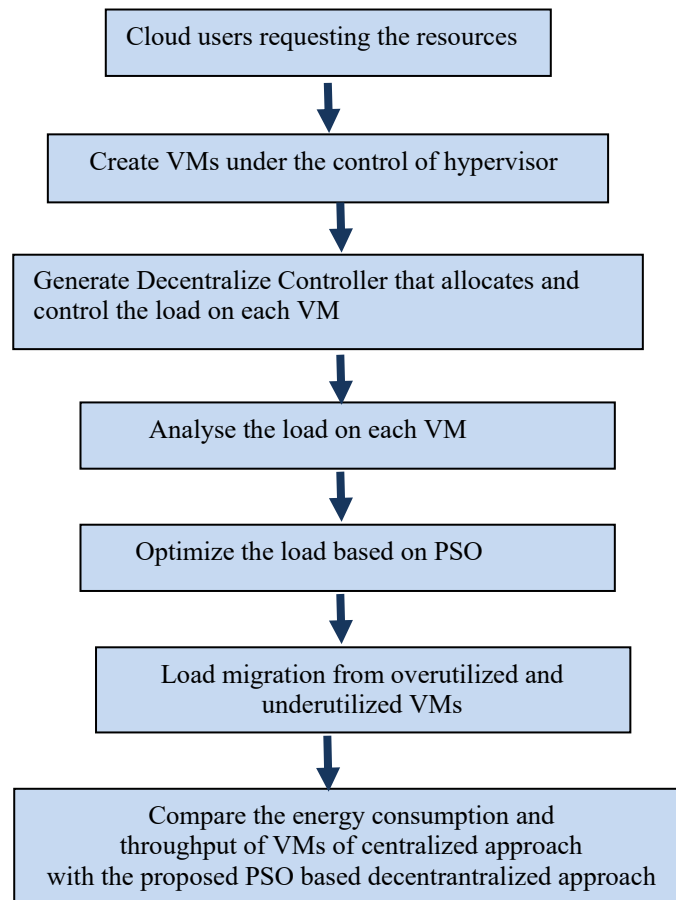 Cloud users requesting the resources
Create VMs under the control of hypervisor
Generate Decentralize Controller that allocates and
control the load on each VM
Analyse the load on each VM
Optimize the load based on PSO
Load migration from overutilized and
underutilized VMs
Compare the energy consumption and
throughput of VMs of centralized approach
with the proposed PSO based decentrantralized approach